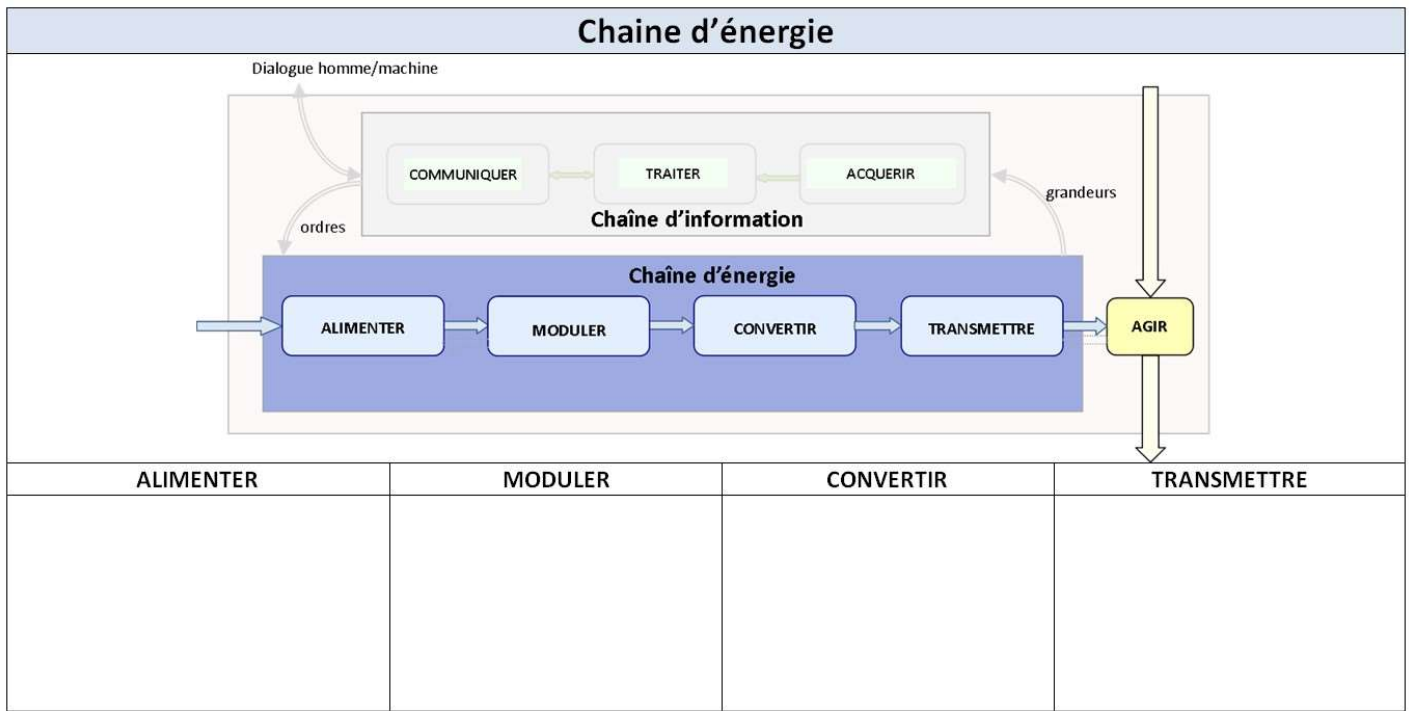 Chaine d’énergie
Dialogue homme/machine
COMMUNIQUER
TRAITER
ACQUERIR
grandeurs
ordres
Chaîne d’information
Chaîne d’énergie
ALIMENTER
MODULER
CONVERTIR
TRANSMETTRE
AGIR
ALIMENTER
MODULER
CONVERTIR
TRANSMETTRE